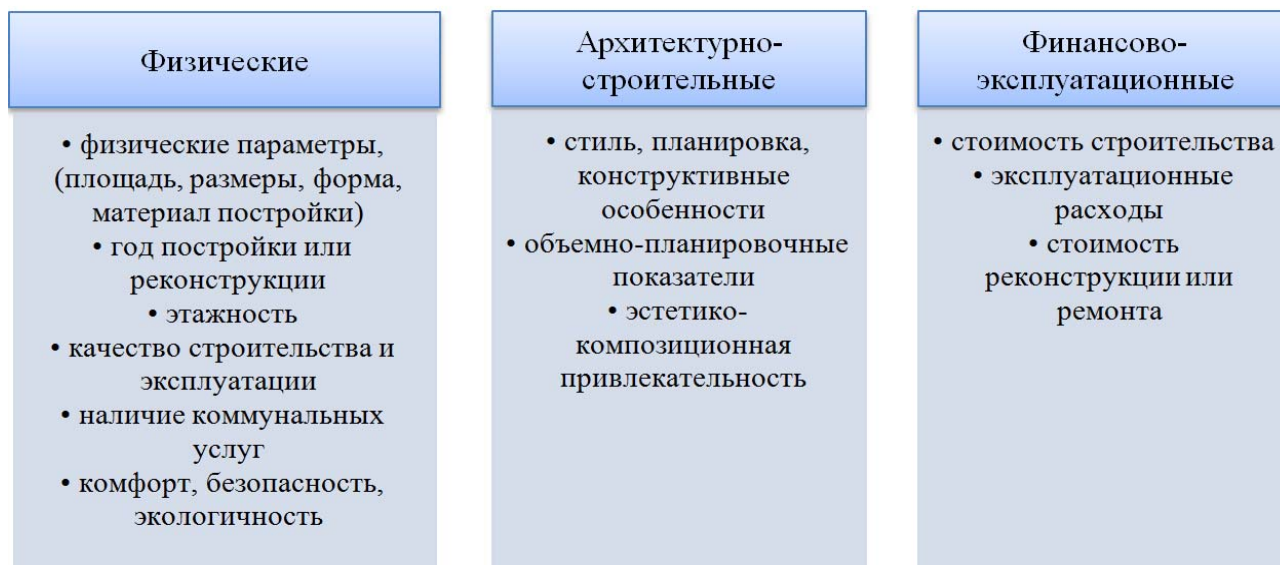 Физические
• физические параметры,
(площадь, размеры, форма,
материал постройки)
• год постройки или
реконструкции
• этажность
• качество строительства и
эксплуатации
• наличие коммунальных
услуг
• комфорт, безопасность,
экологичность
Архитектурно-
строительные
• стиль, планировка,
конструктивные
особенности
• объемно-планировочные
показатели
• эстетико-
композиционная
привлекательность
Финансово-
эксплуатационные
• стоимость строительства
• эксплуатационные
расходы
• стоимость
реконструкции или
ремонта